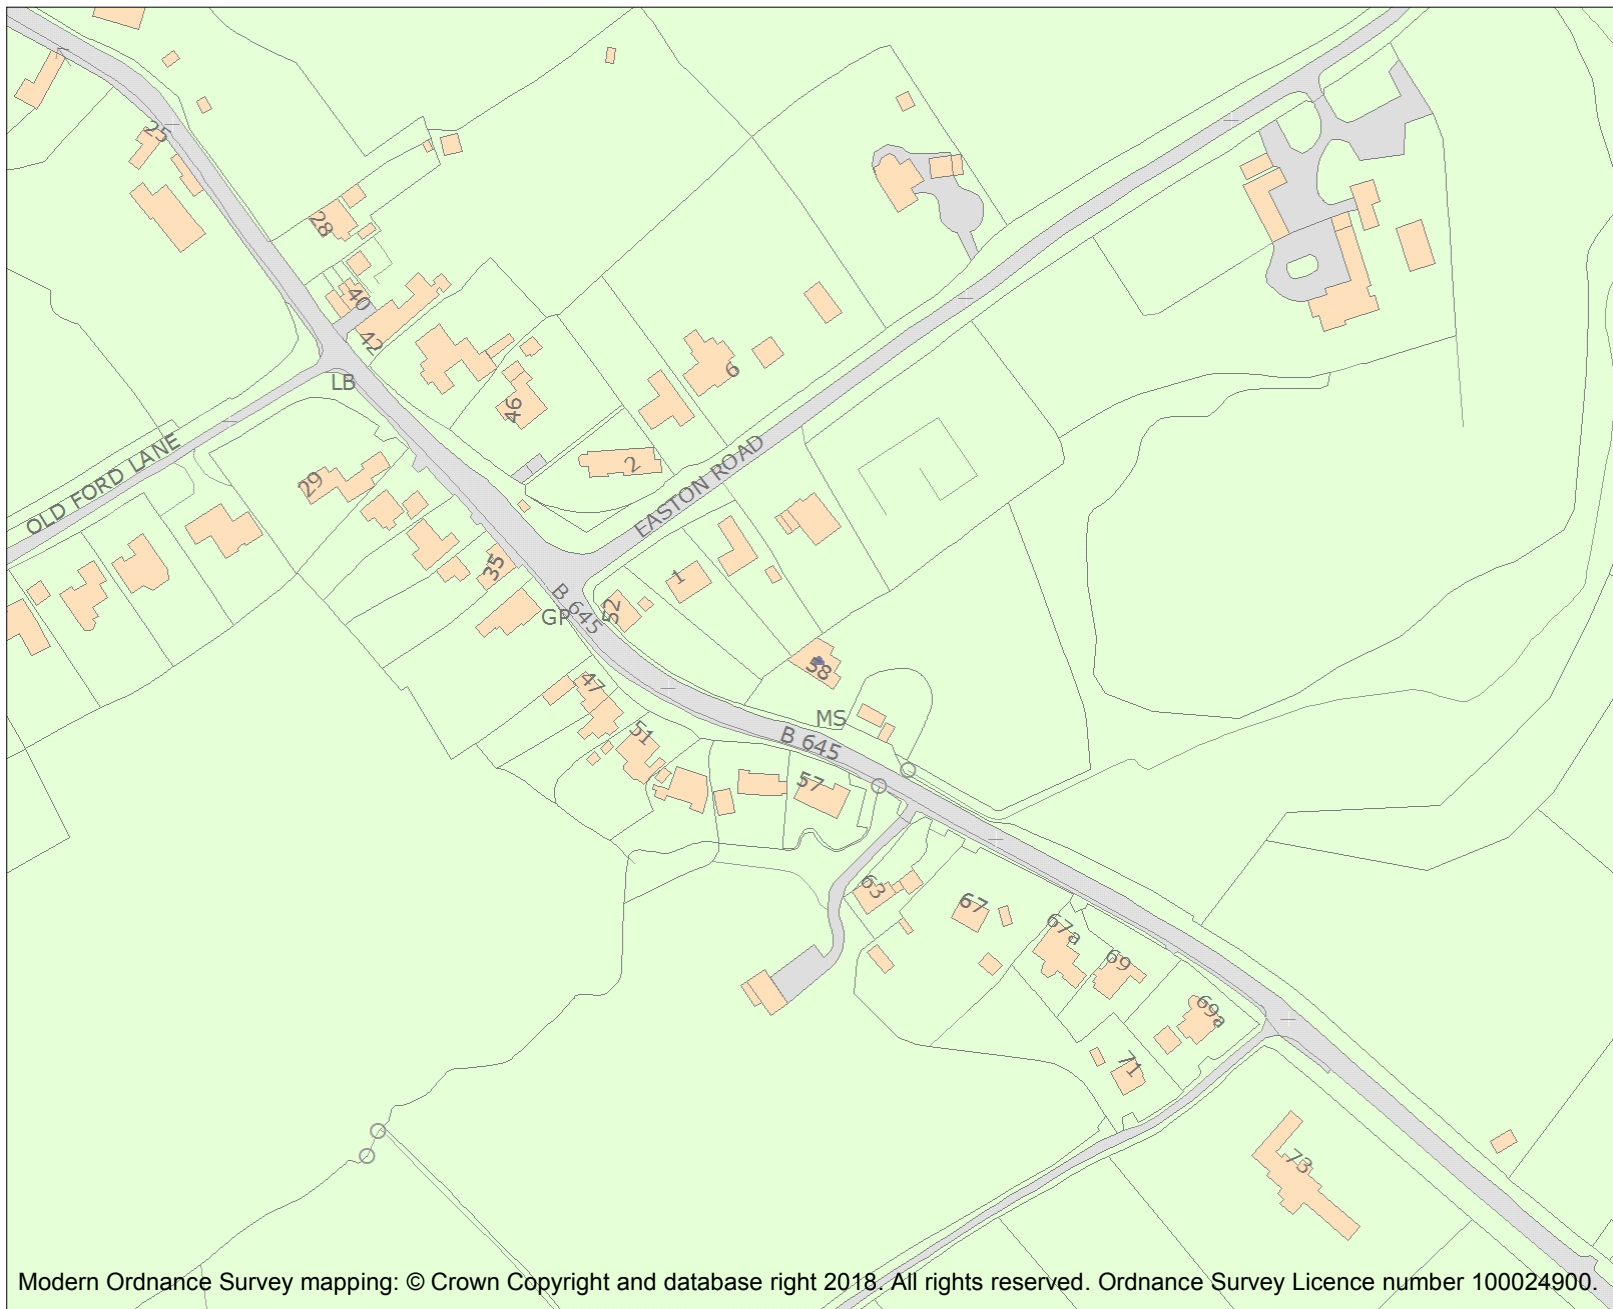 25
28
40
42
LB
46
6
2
OLD FORD LANE
29
EASTON ROAD
35
1
52
B 645
GP
58
47
MS
51
B 645
57
63
67
67a
69
69a
71
73
Modern Ordnance Survey mapping: © Crown Copyright and database right 2018. All rights reserved. Ordnance Survey Licence number 100024900.